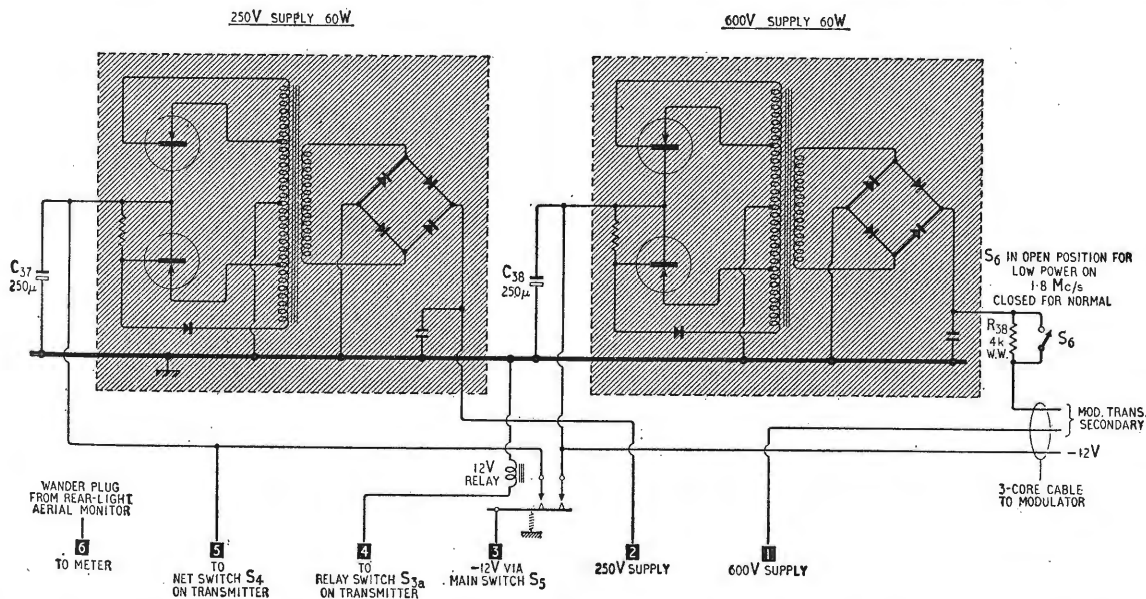 250V SUPPLY 60W
600V SUPPLY 60W
C37
250μ
C38
250μ
S6 IN OPEN POSITION FOR
LOW POWER ON
1·8 Mc/s
CLOSED FOR NORMAL
R38
4k
W.W.
S6
MOD. TRANS.
SECONDARY
-12V
3-CORE CABLE
TO MODULATOR
12V
RELAY
WANDER PLUG
FROM REAR-LIGHT
AERIAL MONITOR
6
TO METER
5
TO
NET SWITCH S4
ON TRANSMITTER
4
TO
RELAY SWITCH S3a
ON TRANSMITTER
3
-12V VIA
MAIN SWITCH S5
2
250V SUPPLY
1
600V SUPPLY